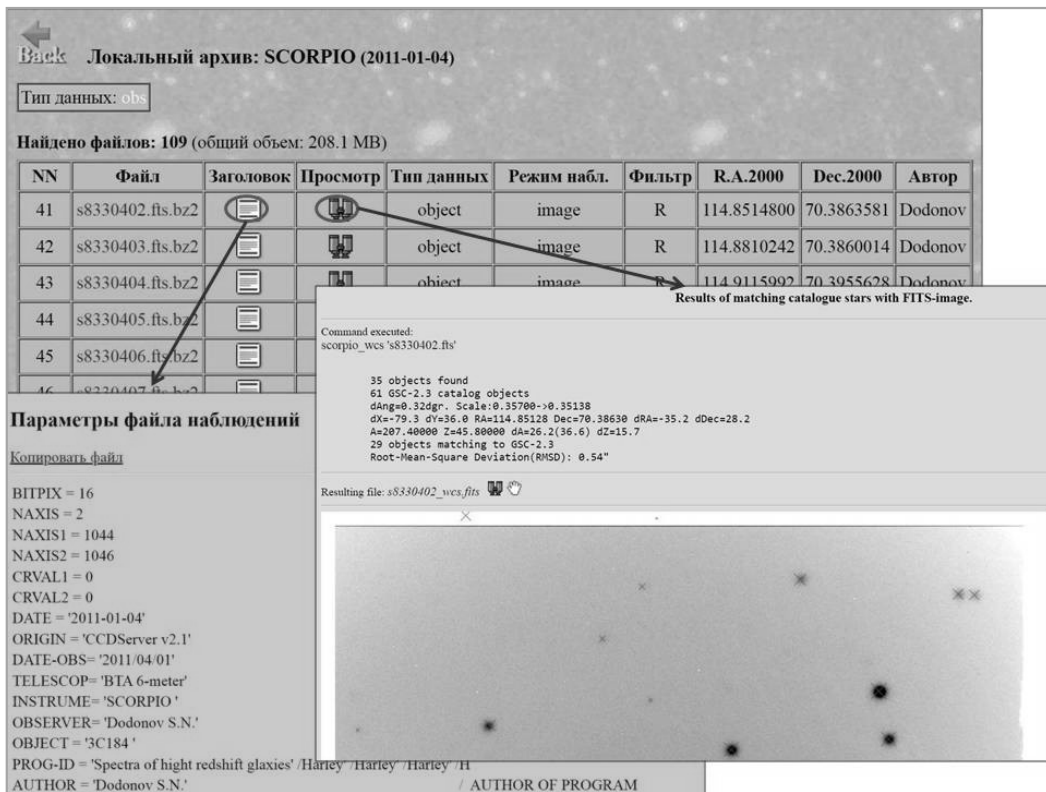 Back
Локальный архив: SCORPIO (2011-01-04)
Тип данных: obs
Найдено файлов: 109 (общий объем: 208.1 MB)
NN Файл Заголовок Просмотр Тип данных Режим набл. Фильтр R.A.2000 Dec.2000 Автор
41 s8330402.fts.bz2 object image R 114.8514800 70.3863581 Dodonov
42 s8330403.fts.bz2 object image R 114.8810242 70.3860014 Dodonov
43 s8330404.fts.bz2 object image R 114.9115992 70.3955628 Dodonov
44 s8330405.fts.bz2
45 s8330406.fts.bz2
46 s8330407.fts.bz2
Results of matching catalogue stars with FITS-image.
Command executed:
scorpio_wcs 's8330402.fts'
35 objects found
61 GSC-2.3 catalog objects
dAng=0.32dgr. Scale:0.35700->0.35138
dX=-79.3 dY=36.0 RA=114.85128 Dec=70.38630 dRA=-35.2 dDec=28.2
A=207.40000 Z=45.80000 dA=26.2(36.6) dZ=15.7
29 objects matching to GSC-2.3
Root-Mean-Square Deviation(RMSD): 0.54"
Resulting file: s8330402_wcs.fits
Параметры файла наблюдений
Копировать файл
BITPIX = 16
NAXIS = 2
NAXIS1 = 1044
NAXIS2 = 1046
CRVAL1 = 0
CRVAL2 = 0
DATE = '2011-01-04'
ORIGIN = 'CCDServer v2.1'
DATE-OBS= '2011/04/01'
TELESCOP= 'BTA 6-meter'
INSTRUME= 'SCORPIO '
OBSERVER= 'Dodonov S.N.'
OBJECT = '3C184 '
PROG-ID = 'Spectra of hight redshift glaxies' /Harley' /Harley' /Harley' /H
AUTHOR = 'Dodonov S.N.' / AUTHOR OF PROGRAM